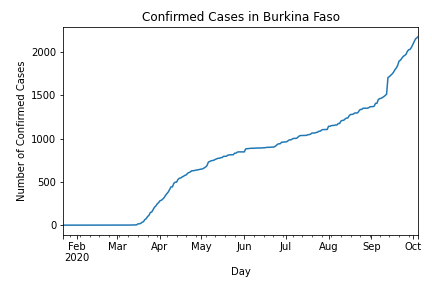 Confirmed Cases in Burkina Faso
Number of Confirmed Cases
2000
1500
1000
500
0
Feb Mar Apr May Jun Jul Aug Sep Oct
2020
Day